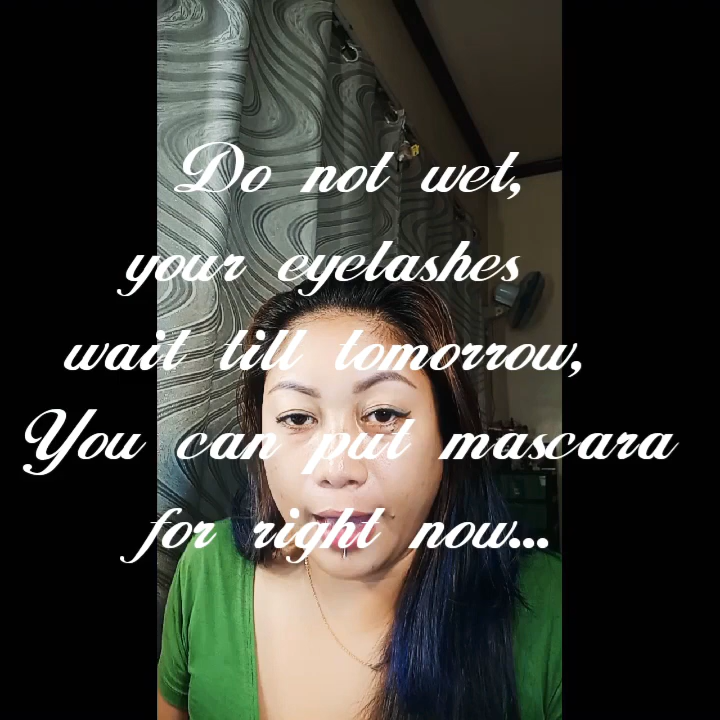 Do not wet,
your eyelashes
wait till tomorrow,
You can put mascara
for right now...